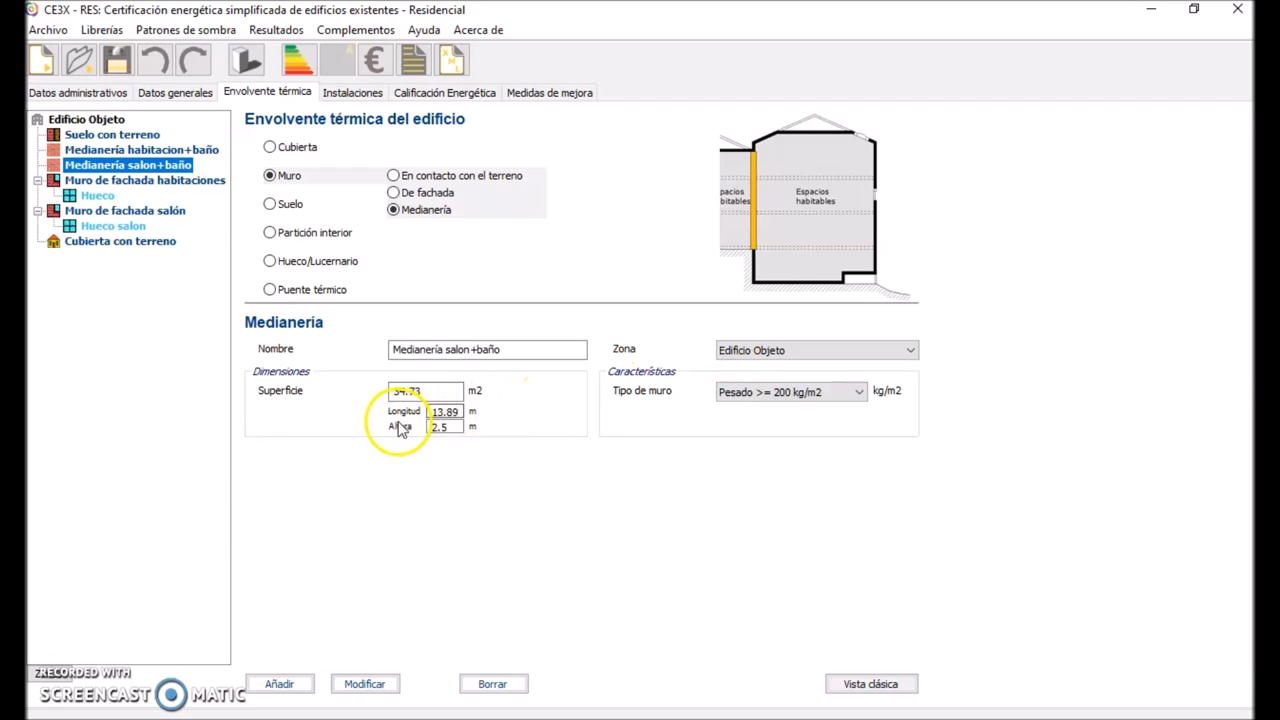 CE3X - RES: Certificación energética simplificada de edificios existentes - Residencial
Archivo Librerías Patrones de sombra Resultados Complementos Ayuda Acerca de
€
XML
Datos administrativos Datos generales Envolvente térmica Instalaciones Calificación Energética Medidas de mejora
Edificio Objeto
Suelo con terreno
Medianería habitacion+baño
Medianería salon+baño
Muro de fachada habitaciones
Hueco
Muro de fachada salón
Hueco salon
Cubierta con terreno
Envolvente térmica del edificio
Cubierta
Muro
En contacto con el terreno
De fachada
Medianería
Suelo
Partición interior
Hueco/Lucernario
Puente térmico
Espacios
habitables
Medianería
Nombre Medianería salon+baño
Zona Edificio Objeto
Dimensiones
Superficie 34.73 m2
Longitud 13.89 m
2.5 m
Características
Tipo de muro Pesado >= 200 kg/m2 kg/m2
Añadir Modificar Borrar Vista clásica
RECORDED WITH
SCREENCAST MATIC